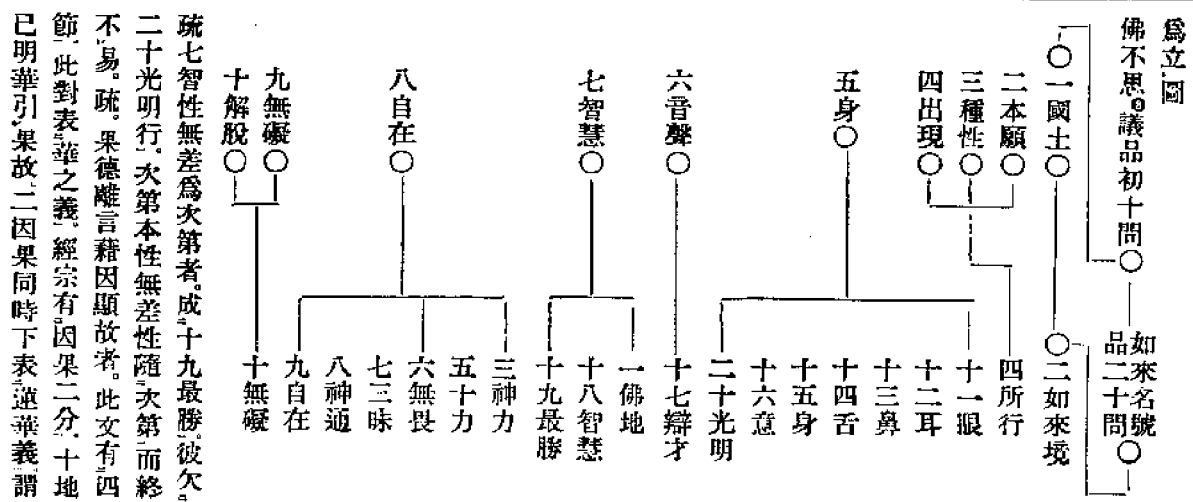 爲立圖
佛不思議品初十問○
如來名號
品二十問○
○一國土○
○二如來境
二本願○
三種性○
四出現○
四所行
五身○
十一眼
十二耳
十三鼻
十四舌
十五身
十六意
二十光明
六音聲○
十七辯才
七智慧○
一佛地
十八智慧
十九最勝
八自在○
三神力
五十力
六無畏
七三昧
八神通
九自在
九無礙○
十解脫○
十無礙
疏七智性無差爲次第者。成十九最勝。彼欠
二十光明行。次第本性無差性隨次第而終
不易。疏。果德離言藉因顯故者。此文有四
節。此對表華之義。經宗有因果二分。十地
已明華引果故。二因果同時下表蓮華義。謂